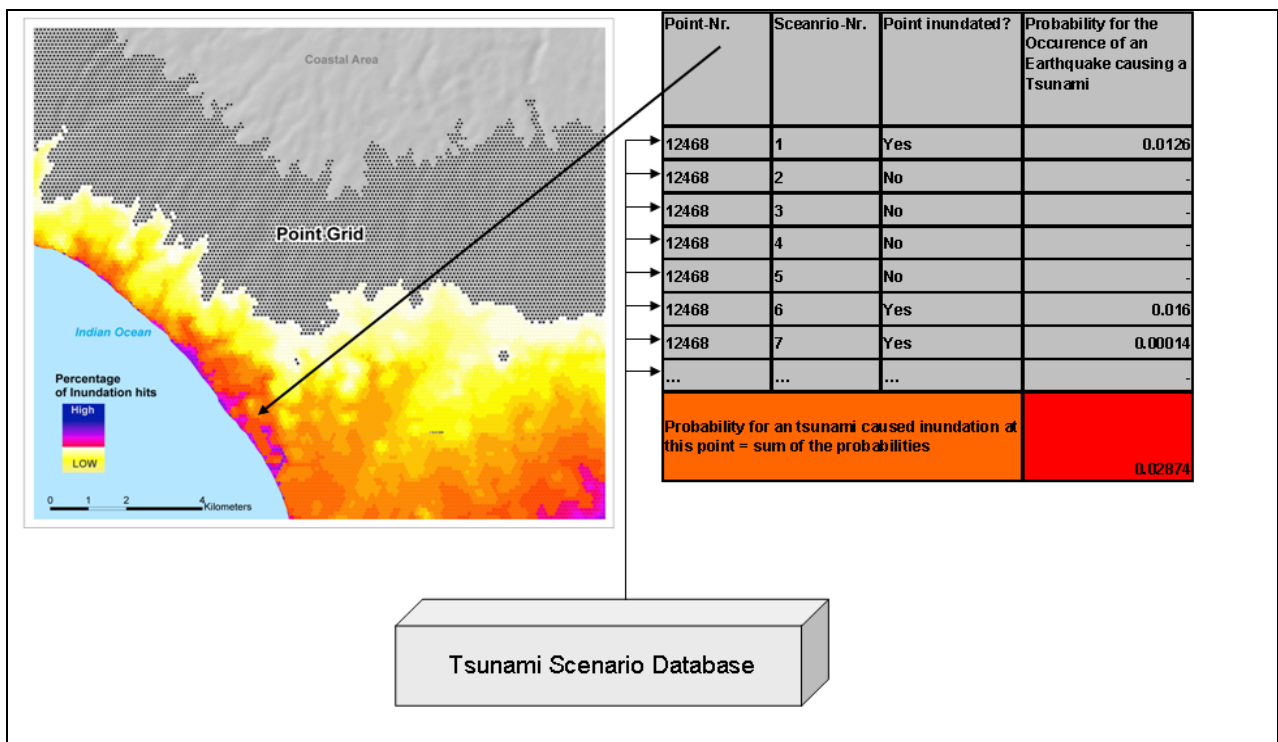 Coastal Area
Point Grid
Indian Ocean
Percentage
of Inundation hits
High
LOW
0 1 2 4
Kilometers
Point-Nr. Sceanrio-Nr. Point inundated? Probability for the
Occurence of an
Earthquake causing a
Tsunami
12468 1 Yes 0.0126
12468 2 No -
12468 3 No -
12468 4 No -
12468 5 No -
12468 6 Yes 0.016
12468 7 Yes 0.00014
... ... ... -
Probability for an tsunami caused inundation at
this point = sum of the probabilities
0.02874
Tsunami Scenario Database